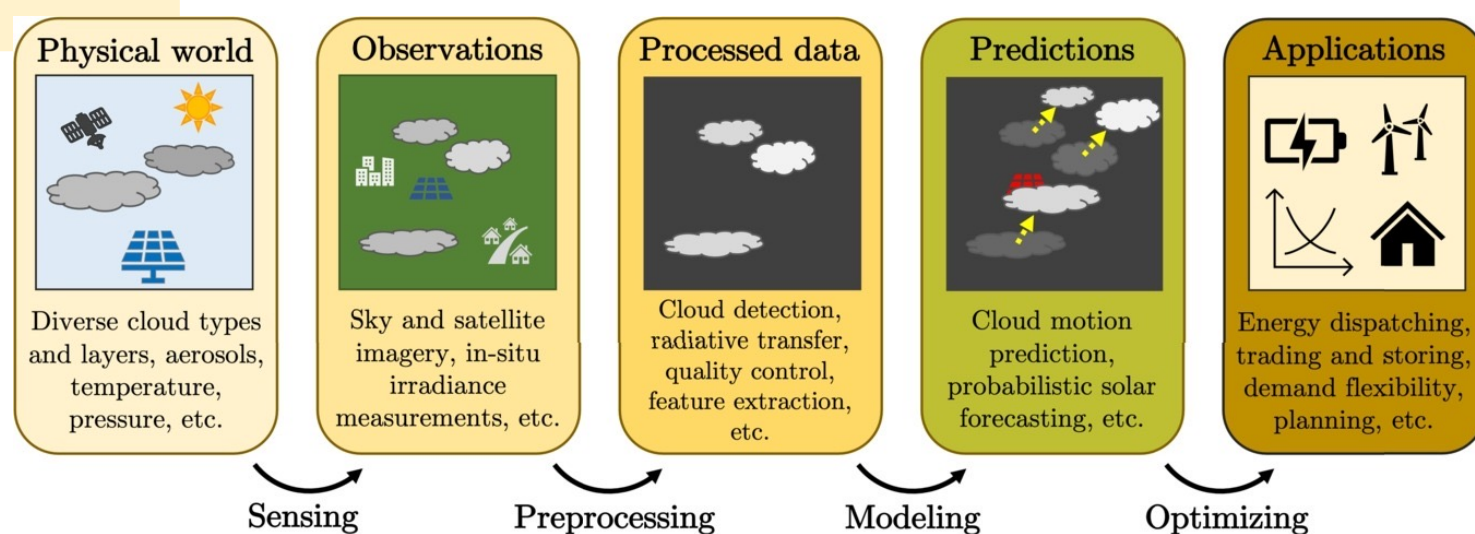 Physical world
Diverse cloud types
and layers, aerosols,
temperature,
pressure, etc.
Observations
Sky and satellite
imagery, in-situ
irradiance
measurements, etc.
Processed data
Cloud detection,
radiative transfer,
quality control,
feature extraction,
etc.
Predictions
Cloud motion
prediction,
probabilistic solar
forecasting, etc.
Applications
Energy dispatching,
trading and storing,
demand flexibility,
planning, etc.
Sensing
Preprocessing
Modeling
Optimizing